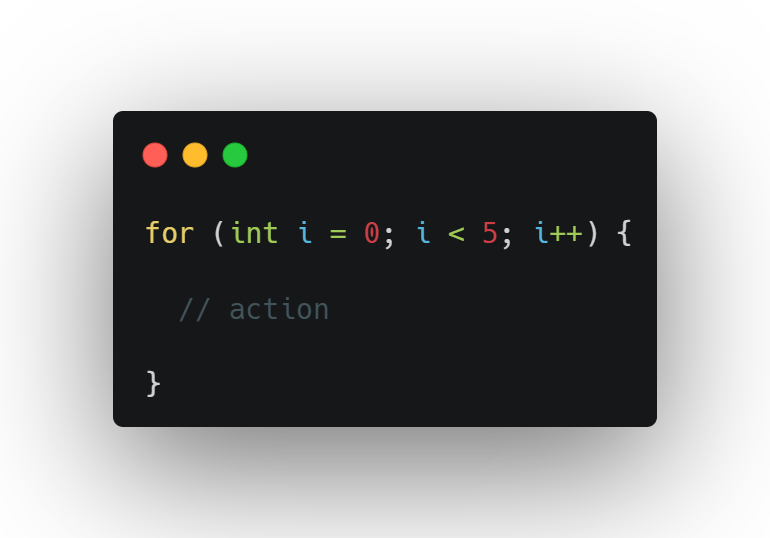 for (int i = 0; i < 5; i++) {
// action
}